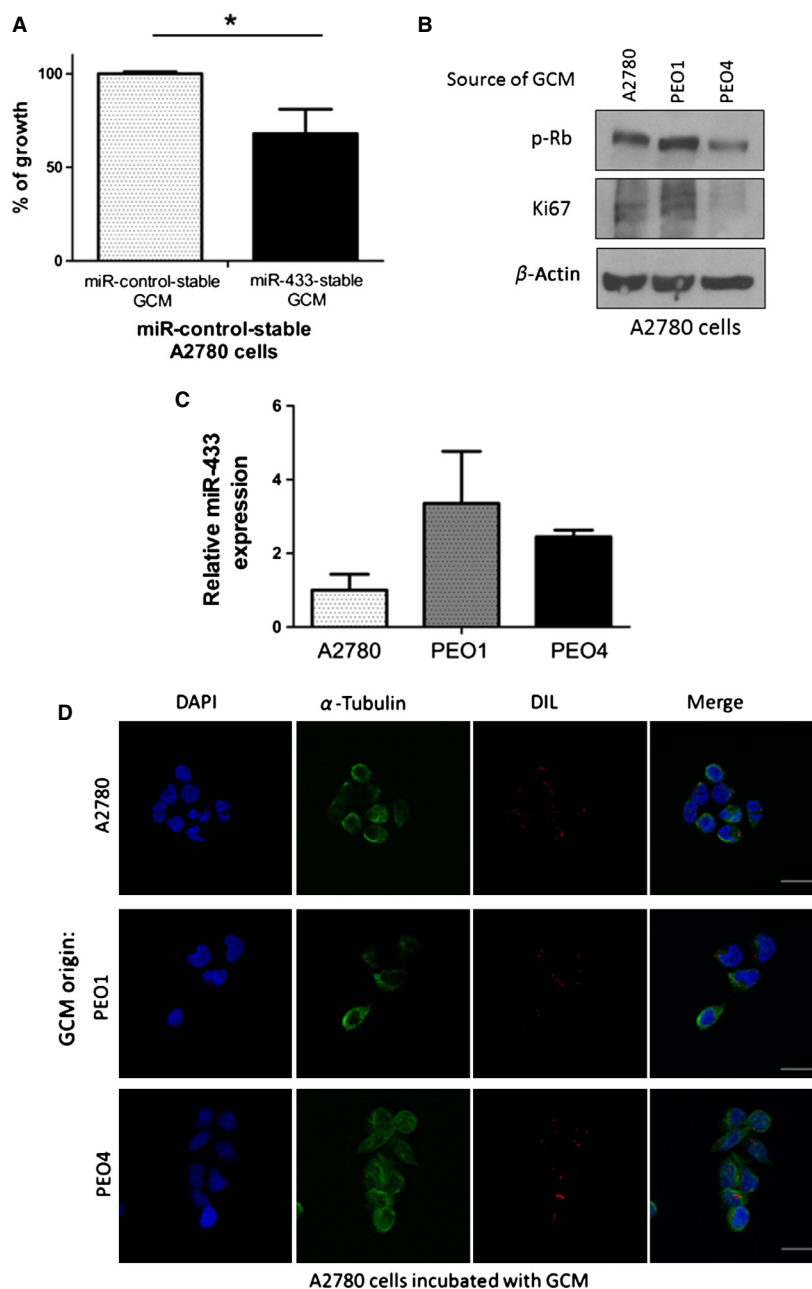 A
*
% of growth
100
50
0
miR-control-stable
GCM
miR-433-stable
GCM
miR-control-stable
A2780 cells
B
Source of GCM
A2780
PEO1
PEO4
p-Rb
Ki67
β-Actin
A2780 cells
C
Relative miR-433
expression
6
4
2
0
A2780
PEO1
PEO4
D
DAPI
α-Tubulin
DIL
Merge
GCM origin:
A2780
PEO1
PEO4
A2780 cells incubated with GCM